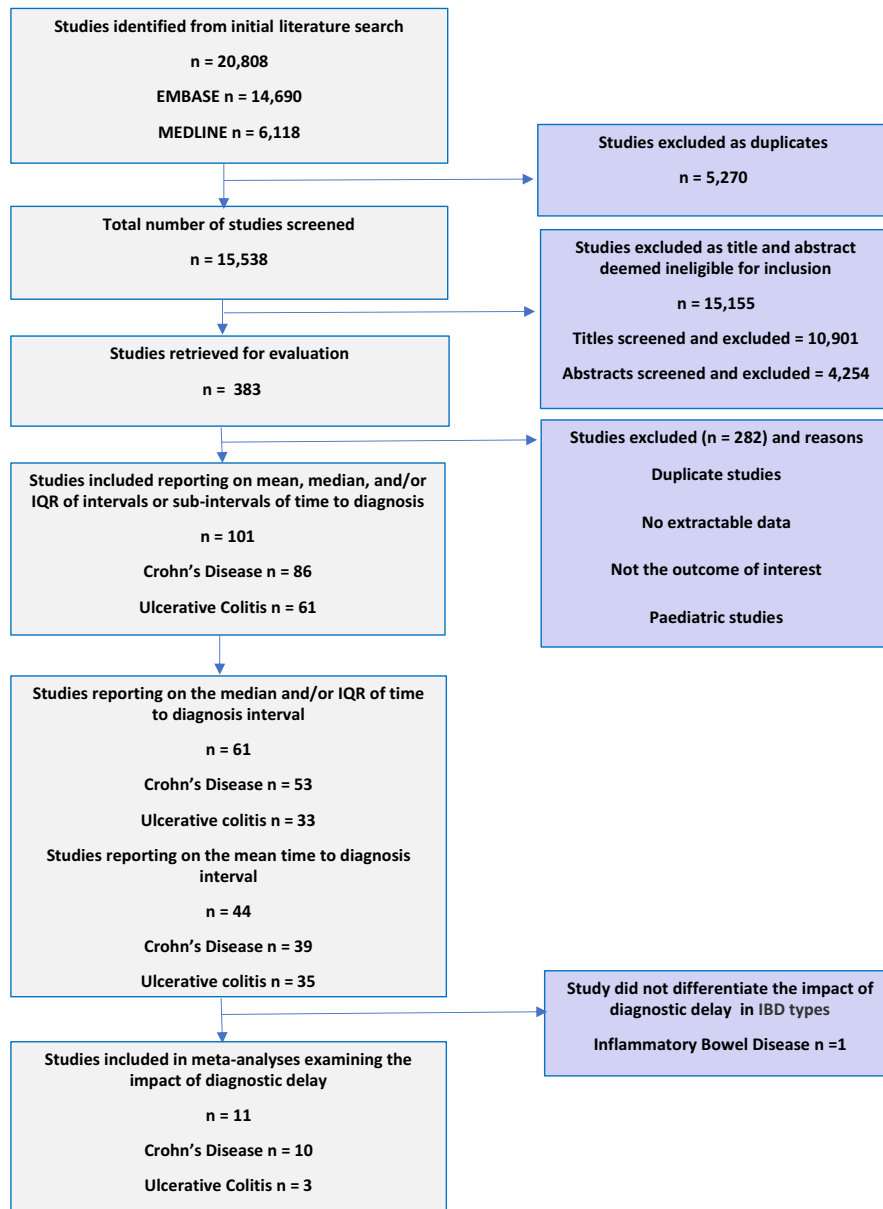 Studies identified from initial literature search
n = 20,808
EMBASE n = 14,690
MEDLINE n = 6,118
Studies excluded as duplicates
n = 5,270
Total number of studies screened
n = 15,538
Studies excluded as title and abstract
deemed ineligible for inclusion
n = 15,155
Titles screened and excluded = 10,901
Abstracts screened and excluded = 4,254
Studies retrieved for evaluation
n =  383
Studies excluded (n = 282) and reasons
Duplicate studies
No extractable data
Not the outcome of interest
Paediatric studies
Studies included reporting on mean, median, and/or
IQR of intervals or sub-intervals of time to diagnosis
n = 101
Crohn's Disease n = 86
Ulcerative Colitis n = 61
Studies reporting on the median and/or IQR of time
to diagnosis interval
n = 61
Crohn's Disease n = 53
Ulcerative colitis n = 33
Studies reporting on the mean time to diagnosis
interval
n = 44
Crohn's Disease n = 39
Ulcerative colitis n = 35
Study did not differentiate the impact of
diagnostic delay  in IBD types
Inflammatory Bowel Disease n =1
Studies included in meta-analyses examining the
impact of diagnostic delay
n = 11
Crohn's Disease n = 10
Ulcerative Colitis n = 3